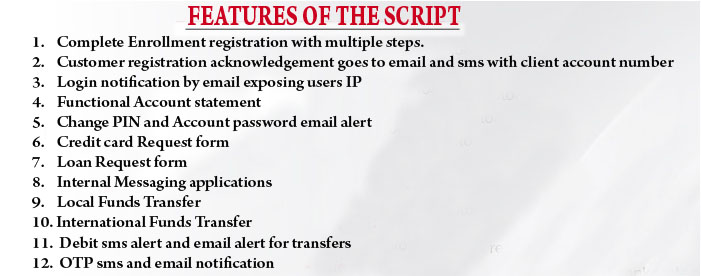 FEATURES OF THE SCRIPT
1. Complete Enrollment registration with multiple steps.
2. Customer registration acknowledgement goes to email and sms with client account number
3. Login notification by email exposing users IP
4. Functional Account statement
5. Change PIN and Account password email alert
6. Credit card Request form
7. Loan Request form
8. Internal Messaging applications
9. Local Funds Transfer
10. International Funds Transfer
11. Debit sms alert and email alert for transfers
12. OTP sms and email notification